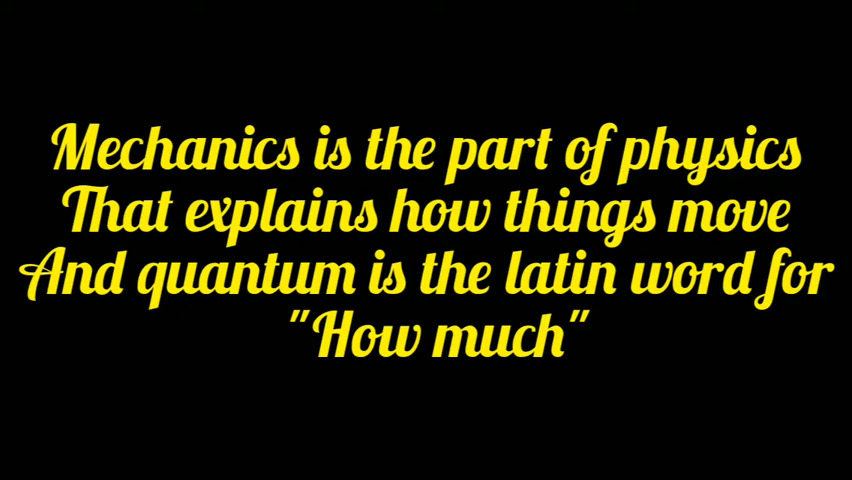 Mechanics is the part of physics
That explains how things move
And quantum is the latin word for
"How much"